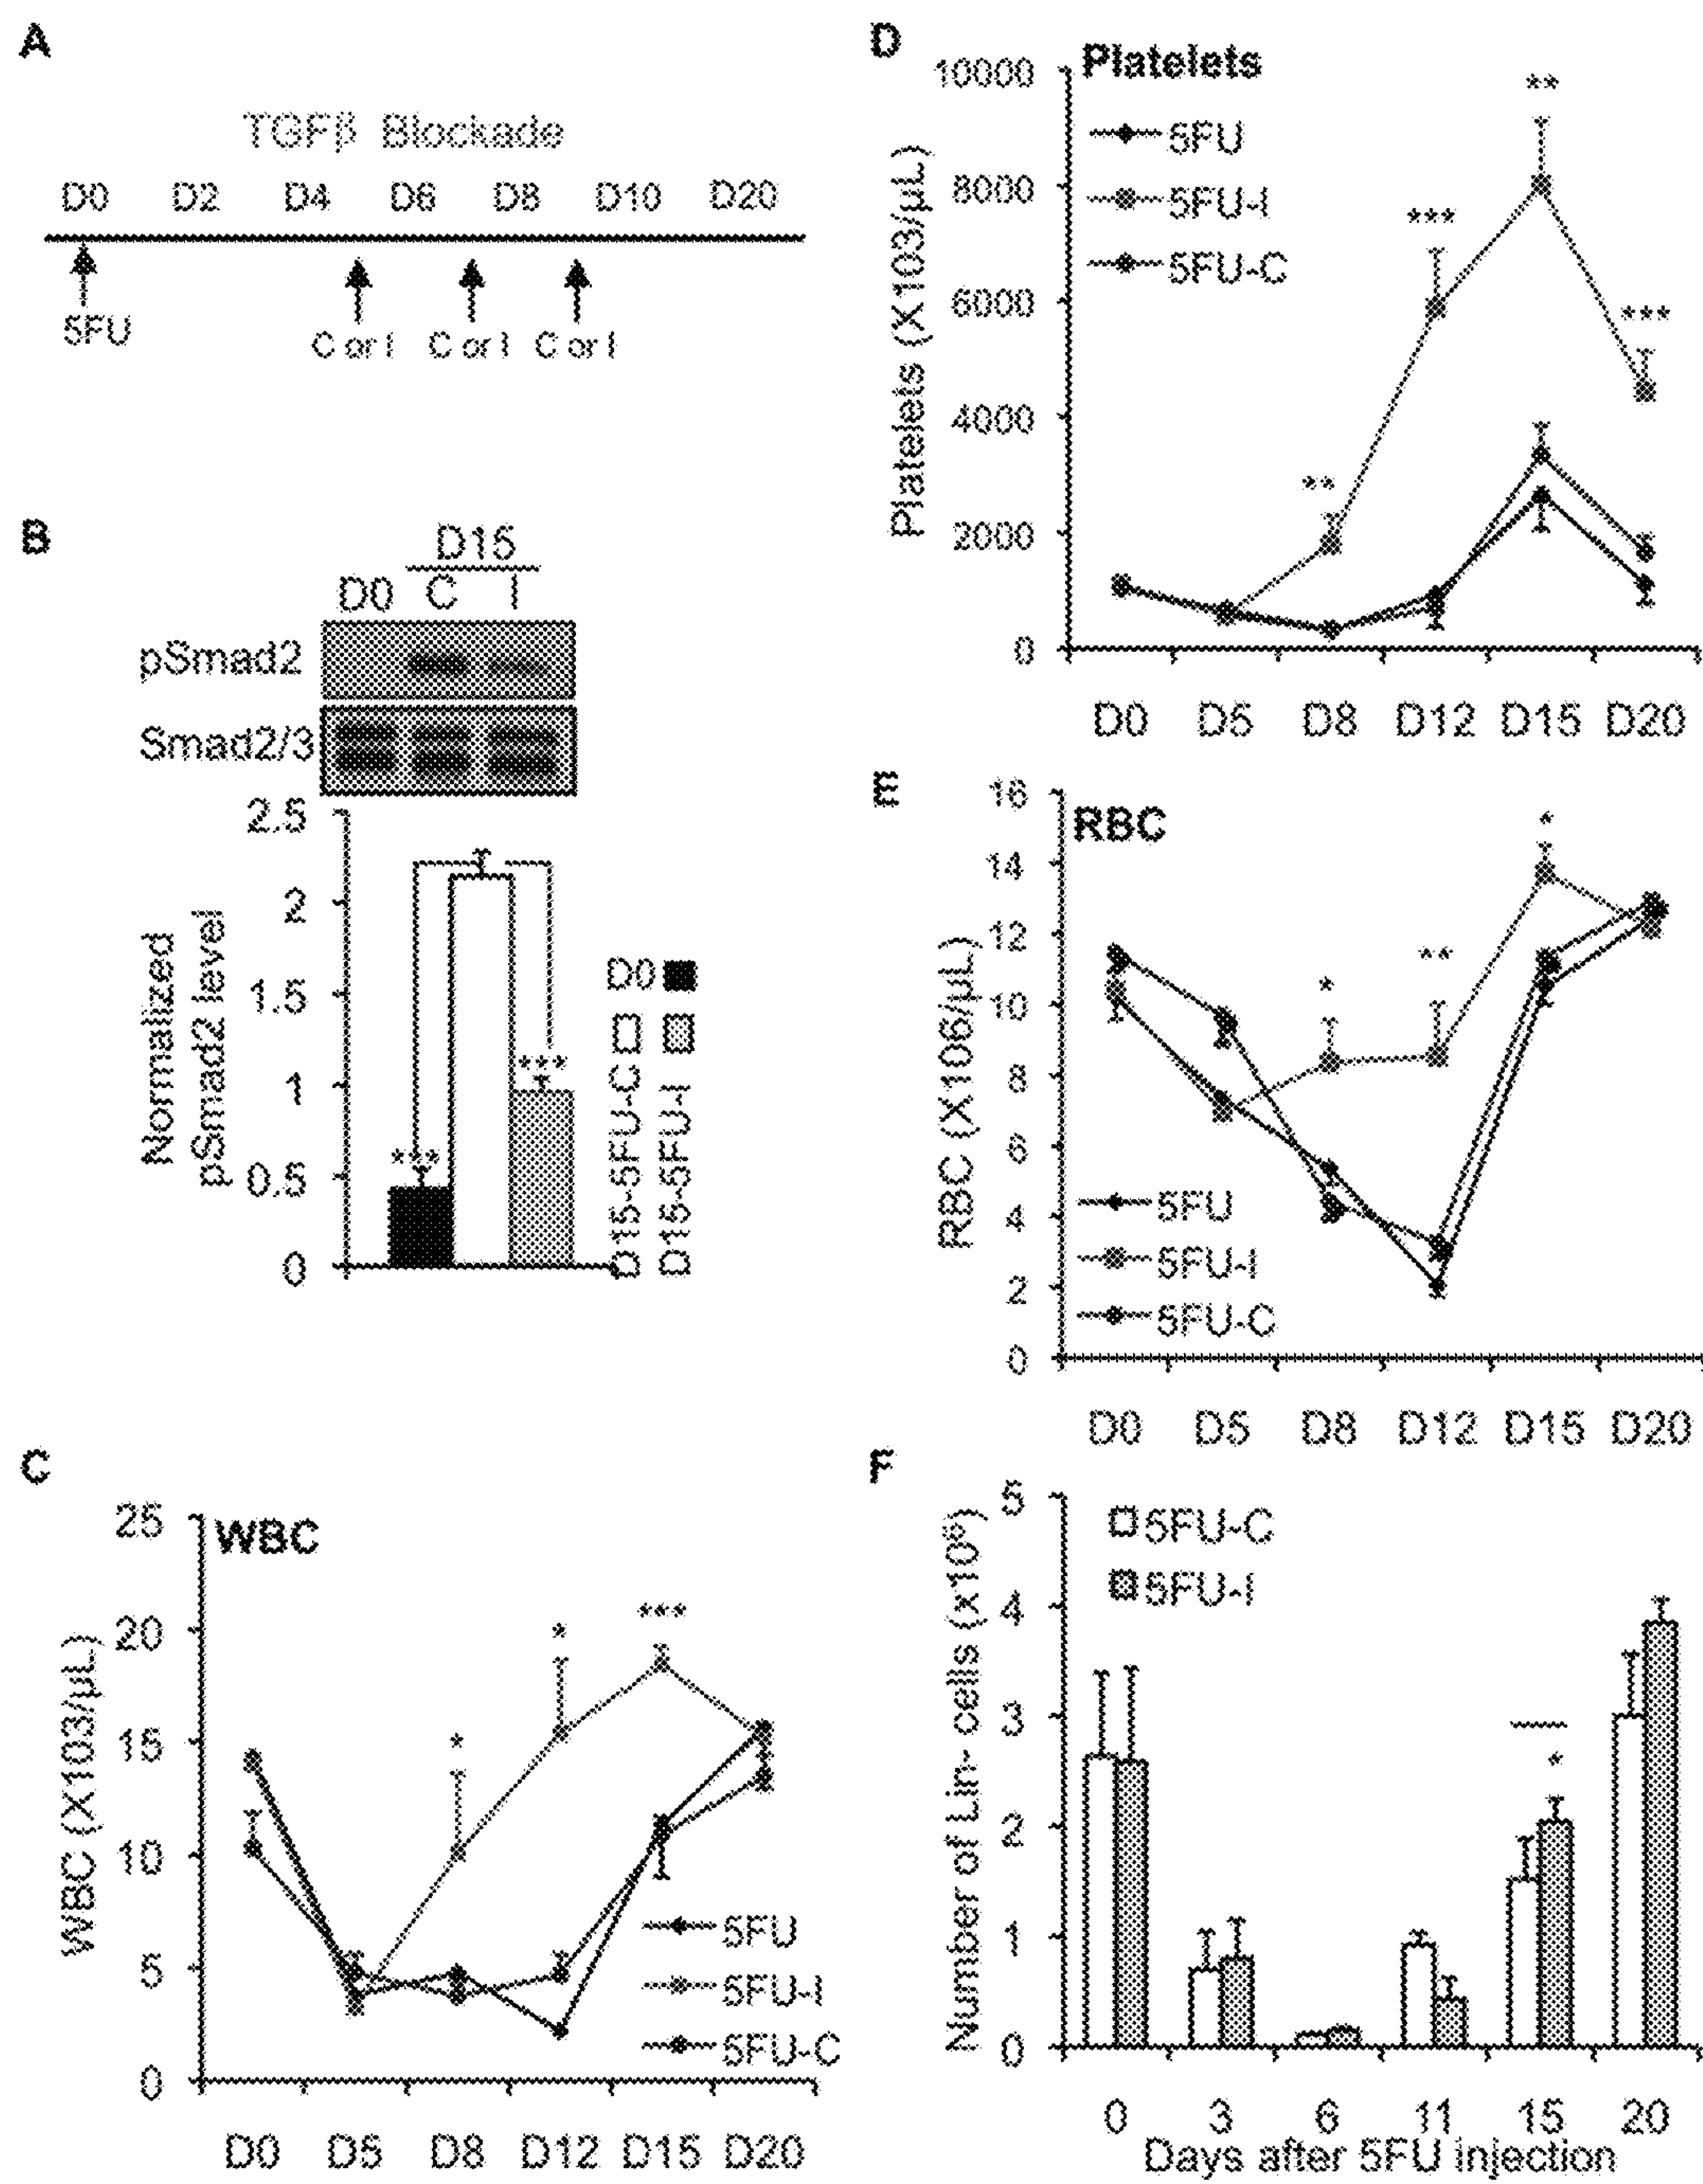 A
TGFβ Blockade
D0 D2 D4 D6 D8 D10 D20
5FU
C or I C or I C or I
B
D15
D0 C I
pSmad2
Smad2/3
2.5
2
1.5
1
0.5
0
Normalized
pSmad2 level
*** ***
D0
D15-5FU-C
D15-5FU-I
C
WBC
WBC (X103/µL)
25
20
15
10
5
0
* * ***
5FU
5FU-I
5FU-C
D0 D5 D8 D12 D15 D20
D
Platelets
Platelets (X103/µL)
10000
8000
6000
4000
2000
0
5FU
5FU-I
5FU-C
** *** ** ***
D0 D5 D8 D12 D15 D20
E
RBC
RBC (X106/µL)
16
14
12
10
8
6
4
2
0
* ** *
5FU
5FU-I
5FU-C
D0 D5 D8 D12 D15 D20
F
Number of Lin- cells (x10⁶)
5
4
3
2
1
0
5FU-C
5FU-I
*
0 3 6 11 15 20
Days after 5FU injection